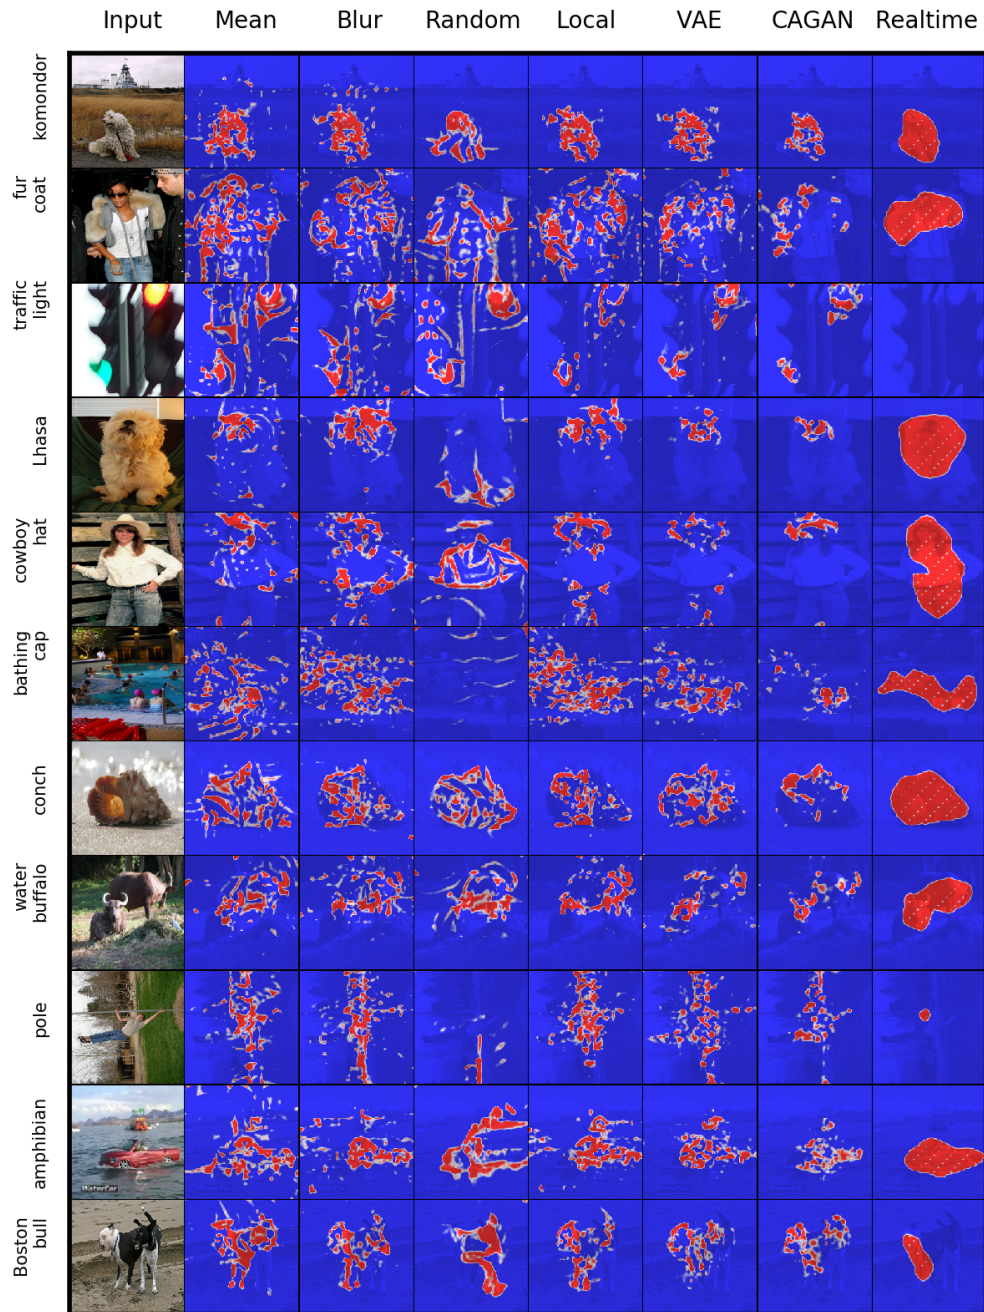 Input Mean Blur Random Local VAE CAGAN Realtime
komondor
fur
coat
traffic
light
Lhasa
cowboy
hat
bathing
cap
conch
water
buffalo
pole
amphibian
WaterCar
Boston
bull